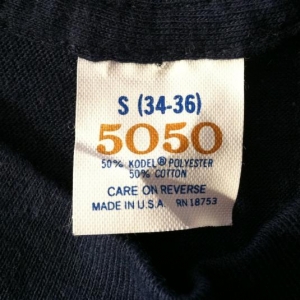 S (34-36)
5050
50% KODEL® POLYESTER
50% COTTON
CARE ON REVERSE
MADE IN U.S.A. RN 18753